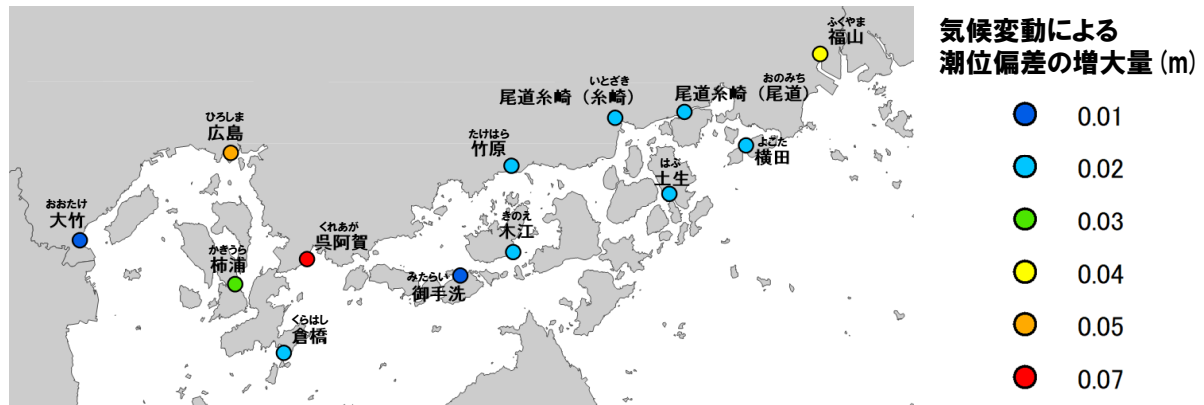 ふくやま
福山
いとざき
尾道糸崎（糸崎）
おのみち
尾道糸崎（尾道）
ひろしま
広島
たけはら
竹原
よこた
横田
はぶ
土生
おおたけ
大竹
きのえ
木江
くれあが
呉阿賀
かきうら
柿浦
みたらい
御手洗
くらはし
倉橋
気候変動による
潮位偏差の増大量(m)
0.01
0.02
0.03
0.04
0.05
0.07